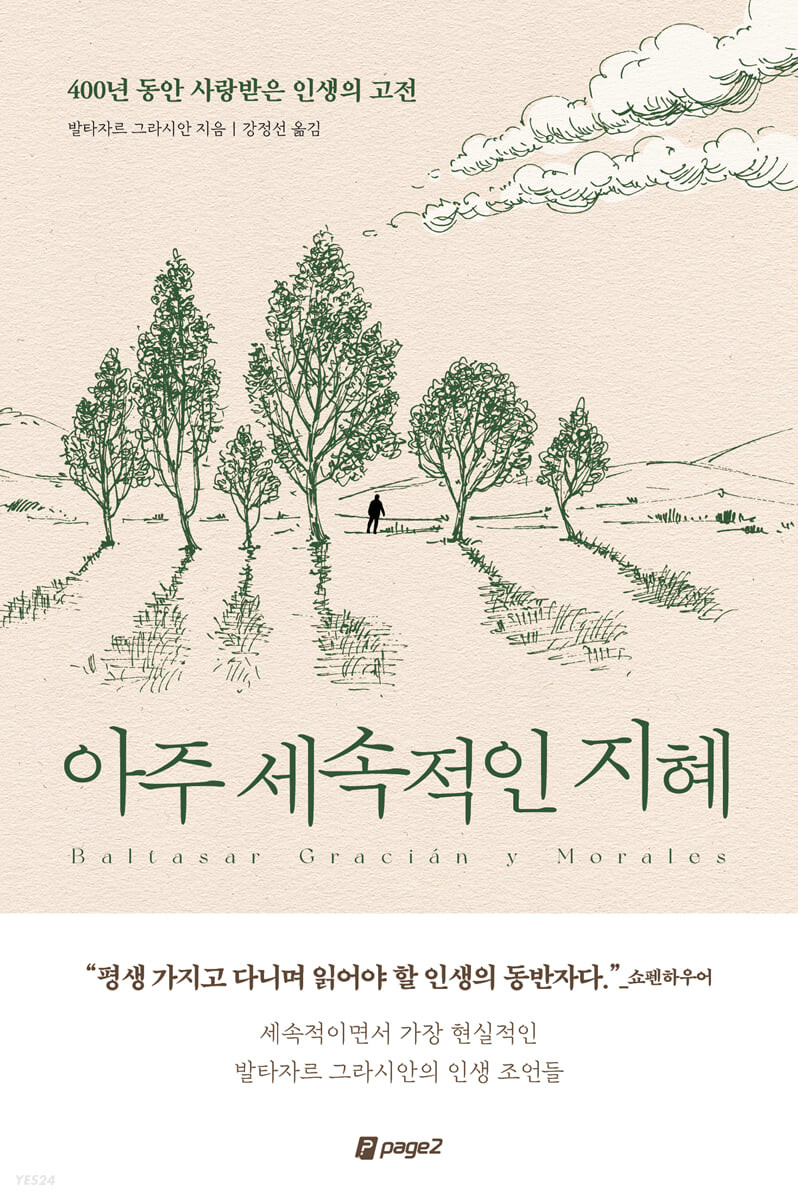 400년 동안 사랑받은 인생의 고전
발타자르 그라시안 지음 | 강정선 옮김
아주 세속적인 지혜
Baltasar Gracián y Morales
“평생 가지고 다니며 읽어야 할 인생의 동반자다.”_쇼펜하우어
세속적이면서 가장 현실적인
발타자르 그라시안의 인생 조언들
page2
YES24